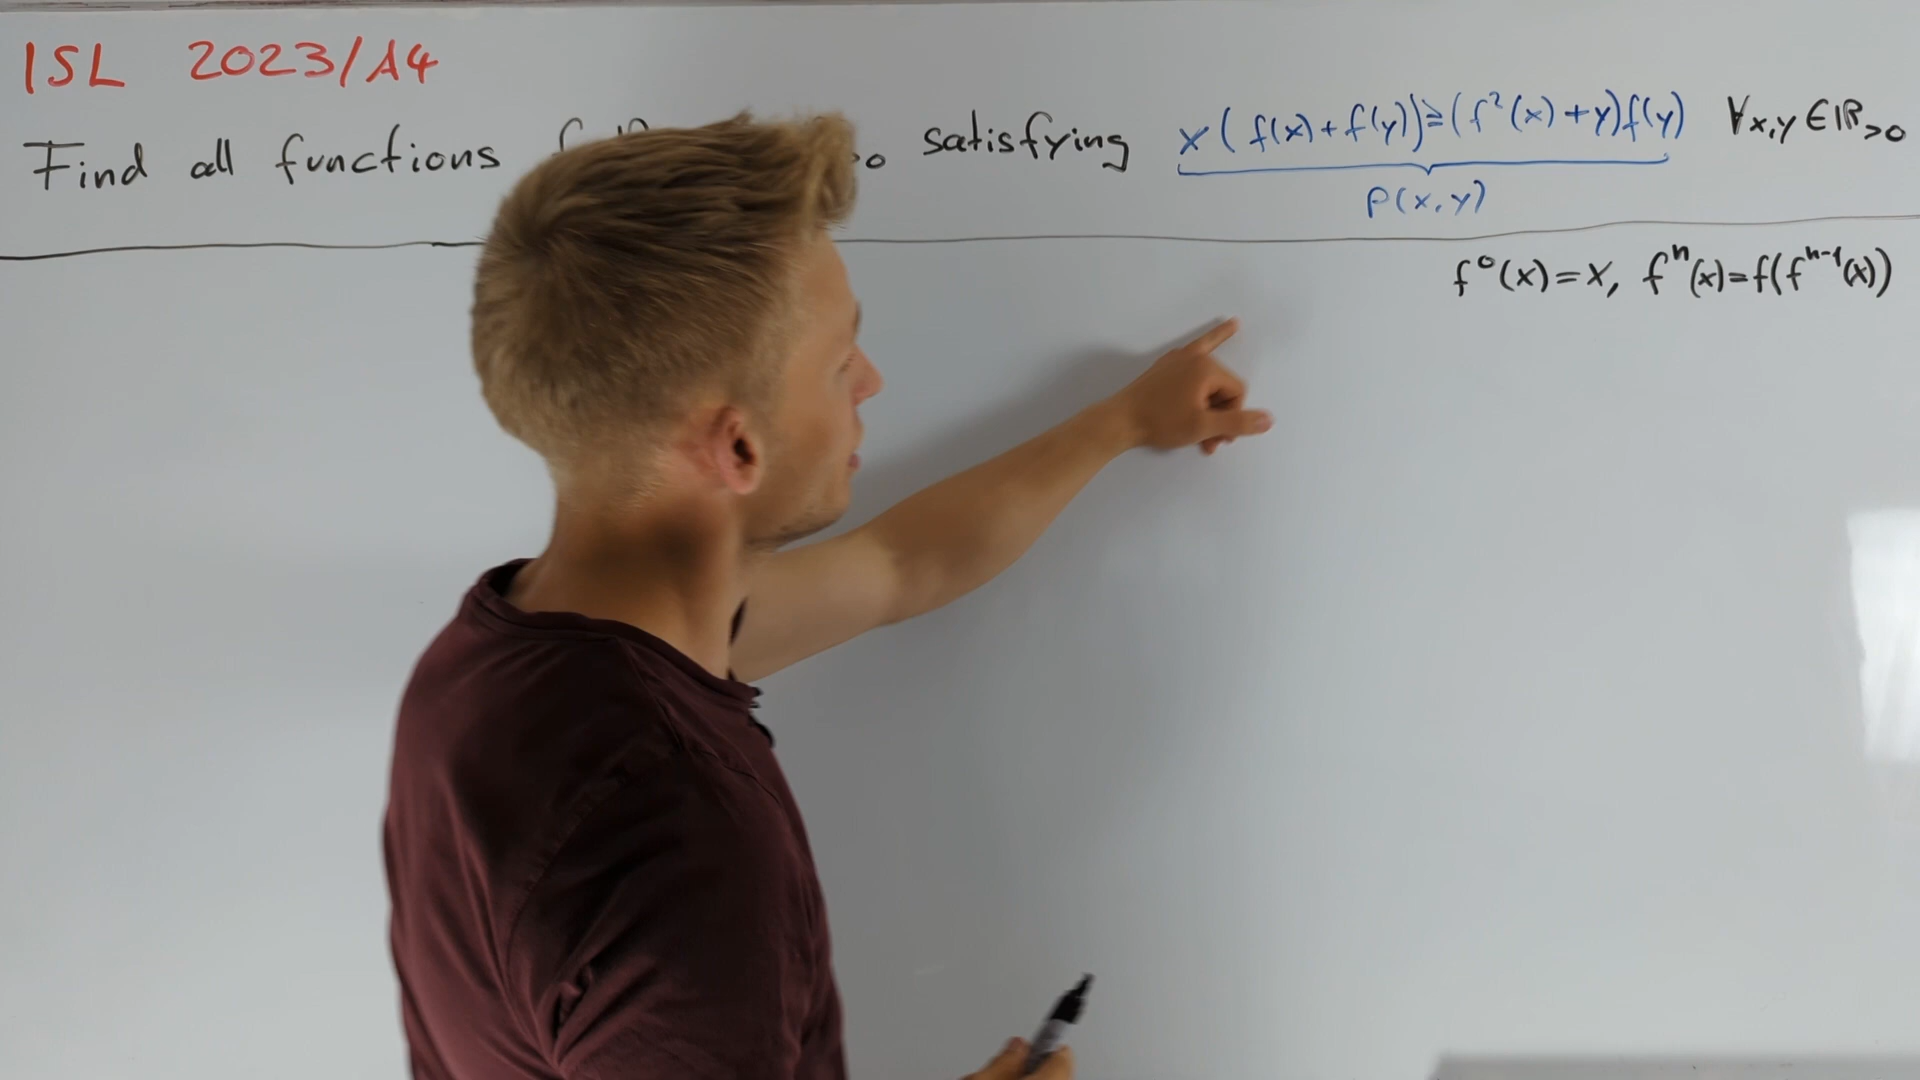 ISL 2023/A4
Find all functions satisfying x(f(x)+f(y))≥(f²(x)+y)f(y) ∀x,y∈ℝ>0
P(x,y)
f⁰(x)=x, fⁿ(x)=f(fⁿ⁻¹(x))